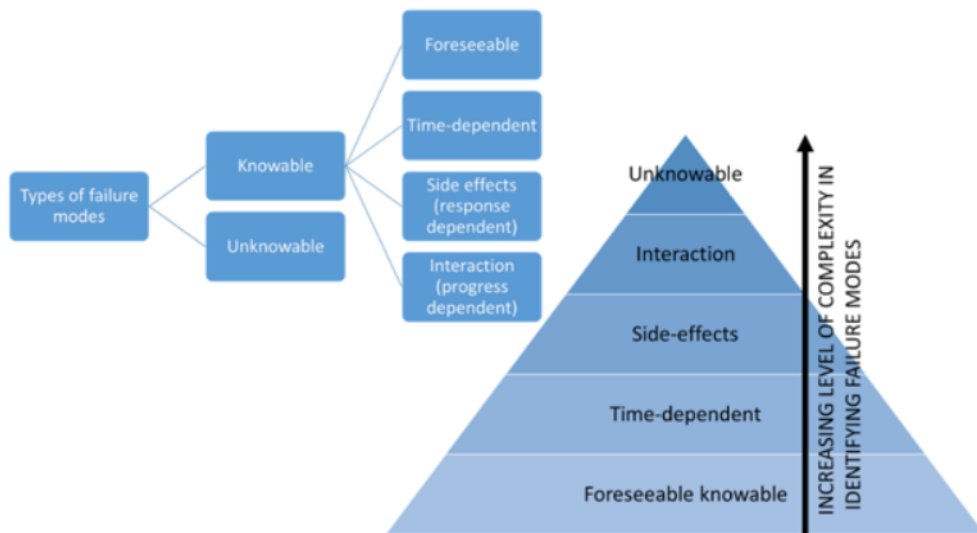 Foreseeable
Time-dependent
Knowable
Types of failure
modes
Side effects
(response
dependent)
Unknowable
Interaction
(progress
dependent)
Unknowable
Interaction
Side-effects
Time-dependent
Foreseeable knowable
INCREASING LEVEL OF COMPLEXITY IN
IDENTIFYING FAILURE MODES